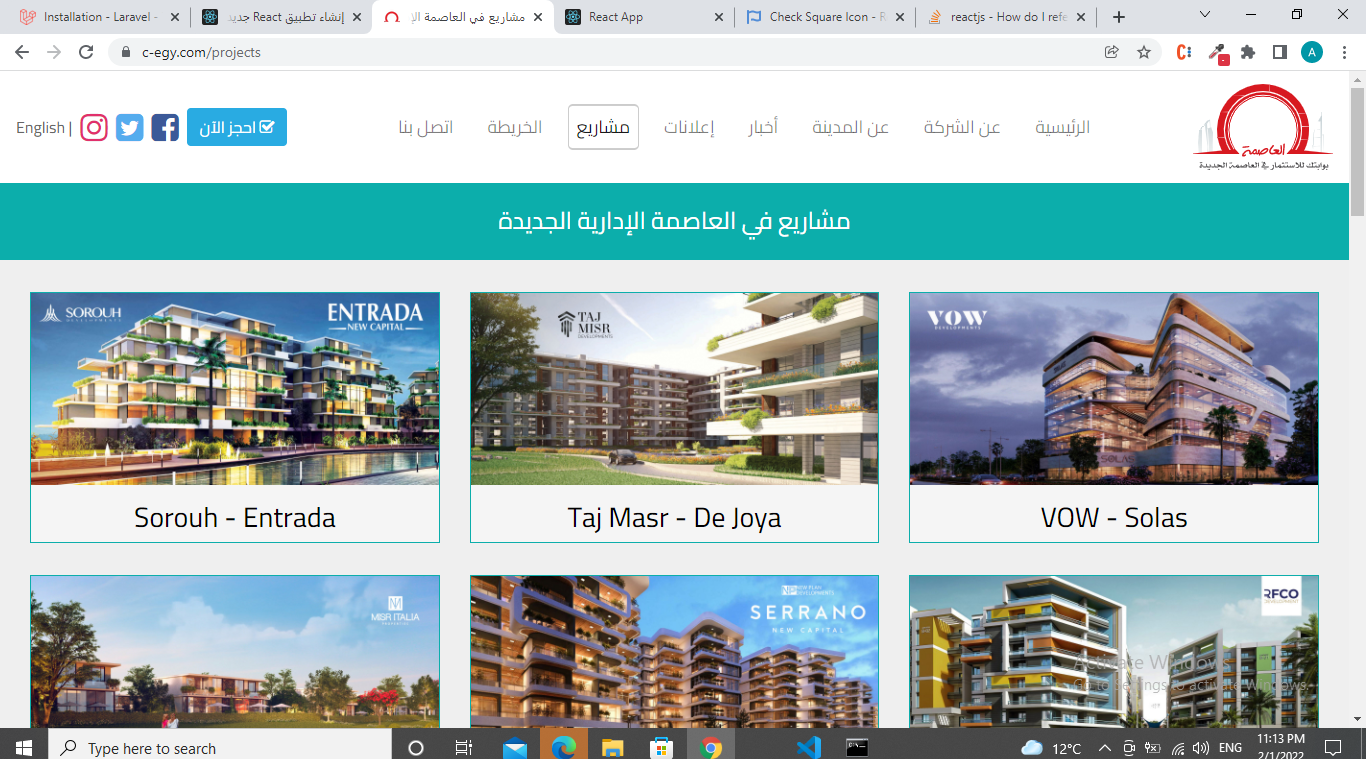 Installation - Laravel -
إنشاء تطبيق React جديد
مشاريع في العاصمة الإ
React App
Check Square Icon - R
reactjs - How do I refe
c-egy.com/projects
A
الرئيسية
عن الشركة
عن المدينة
أخبار
إعلانات
مشاريع
الخريطة
اتصل بنا
احجز الآن
English |
العاصمة
بوابتك للاستثمار في العاصمة الجديدة
مشاريع في العاصمة الإدارية الجديدة
SOROUH
DEVELOPMENTS
ENTRADA
NEW CAPITAL
TAJ
MISR
DEVELOPMENTS
VOW
DEVELOPMENTS
SOLAS
Sorouh - Entrada
Taj Masr - De Joya
VOW - Solas
MISR ITALIA
PROPERTIES
NEW PLAN
DEVELOPMENTS
SERRANO
NEW CAPITAL
RFCO
DEVELOPMENT
Activate Windows
Go to Settings to activate Windows.
Type here to search
12°C
ENG
11:13 PM
2/1/2022